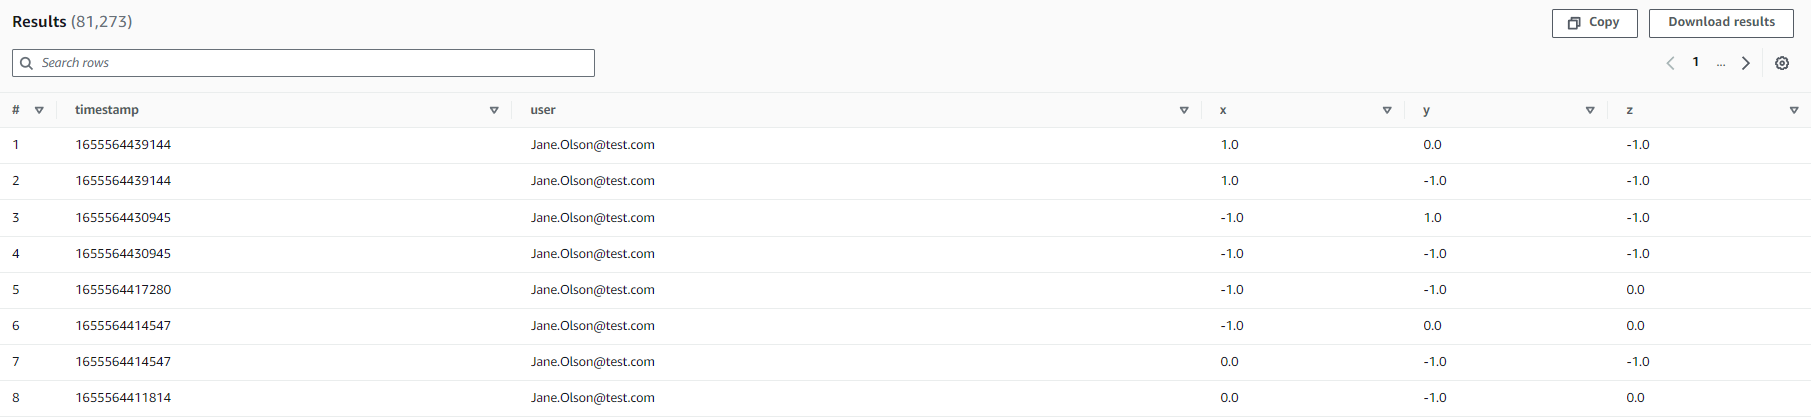 Results (81,273)
Copy
Download results
Search rows
1 ...
# timestamp user x y z
1 1655564439144 Jane.Olson@test.com 1.0 0.0 -1.0
2 1655564439144 Jane.Olson@test.com 1.0 -1.0 -1.0
3 1655564430945 Jane.Olson@test.com -1.0 1.0 -1.0
4 1655564430945 Jane.Olson@test.com -1.0 -1.0 -1.0
5 1655564417280 Jane.Olson@test.com -1.0 -1.0 0.0
6 1655564414547 Jane.Olson@test.com -1.0 0.0 0.0
7 1655564414547 Jane.Olson@test.com 0.0 -1.0 -1.0
8 1655564411814 Jane.Olson@test.com 0.0 -1.0 0.0